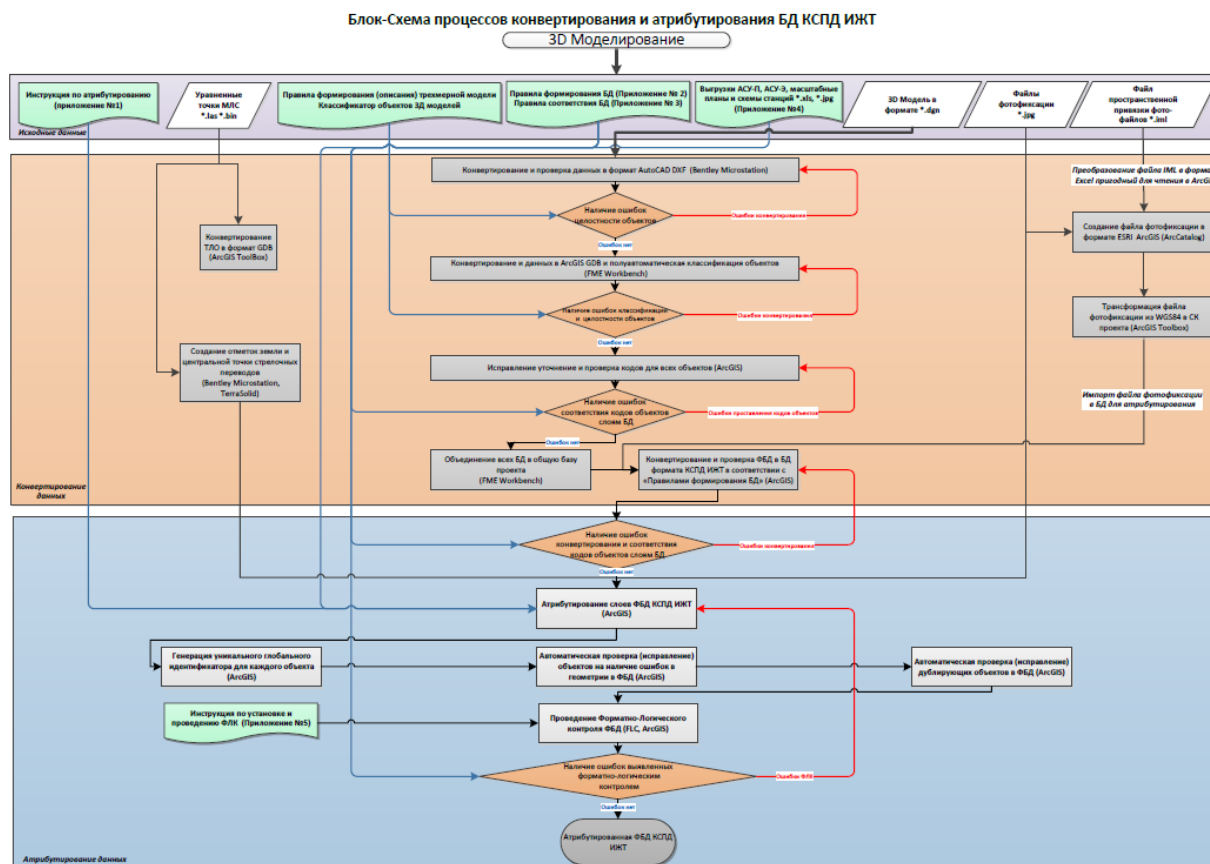 Блок-Схема процессов конвертирования и атрибутирования БД КСПД ИЖТ
3D Моделирование
Инструкция по атрибутированию
(приложение №1)
Уравненные
точки МЛС
*.las *.bin
Правила формирования (описания) трехмерной модели
Классификатор объектов 3Д моделей
Правила формирования БД (Приложение № 2)
Правила соответствия БД (Приложение № 3)
Выгрузки АСУ-П, АСУ-Э, масштабные
планы и схемы станций *.xls, *.jpg
(Приложение №4)
3D Модель в
формате *.dgn
Файлы
фотофиксации
*.jpg
Файл
пространственной
привязки фото-
файлов *.iml
Исходные данные
Конвертирование и проверка данных в формат AutoCAD DXF (Bentley Microstation)
Преобразование файла IML в форма
Excel пригодный для чтения в ArcGI
Наличие ошибок
целостности объектов
Ошибки конвертирования
Ошибок нет
Конвертирование
ТЛО в формат GDB
(ArcGIS ToolBox)
Создание файла фотофиксации в
формате ESRI ArcGIS (ArcCatalog)
Конвертирование и данных в ArcGIS GDB и полуавтоматическая классификация объектов
(FME Workbench)
Наличие ошибок классификации
и целостности объектов
Ошибки конвертирования
Ошибок нет
Трансформация файла
фотофиксации из WGS84 в СК
проекта (ArcGIS Toolbox)
Создание отметок земли и
центральной точки стрелочных
переводов
(Bentley Microstation,
TerraSolid)
Исправление уточнение и проверка кодов для всех объектов (ArcGIS)
Наличие ошибок
соответствия кодов объектов
слоям БД
Ошибки проставления кодов объектов
Ошибок нет
Импорт файла фотофиксации
в БД для атрибутирования
Объединение всех БД в общую базу
проекта
(FME Workbench)
Конвертирование и проверка ФБД в БД
формата КСПД ИЖТ в соответствии с
«Правилами формирования БД» (ArcGIS)
Конвертирование
данных
Наличие ошибок
конвертирования и соответствия
кодов объектов слоям БД
Ошибки конвертирования
Ошибок нет
Атрибутирование слоев ФБД КСПД ИЖТ
(ArcGIS)
Генерация уникального глобального
идентификатора для каждого объекта
(ArcGIS)
Автоматическая проверка (исправление)
объектов на наличие ошибок в
геометрии в ФБД (ArcGIS)
Автоматическая проверка (исправление)
дублирующих объектов в ФБД (ArcGIS)
Инструкция по установке и
проведению ФЛК (Приложение №5)
Проведение Форматно-Логического
контроля ФБД (FLC, ArcGIS)
Наличие ошибок выявленных
форматно-логическим
контролем
Ошибки ФЛК
Ошибок нет
Атрибутированная ФБД КСПД
ИЖТ
Атрибутирование данных